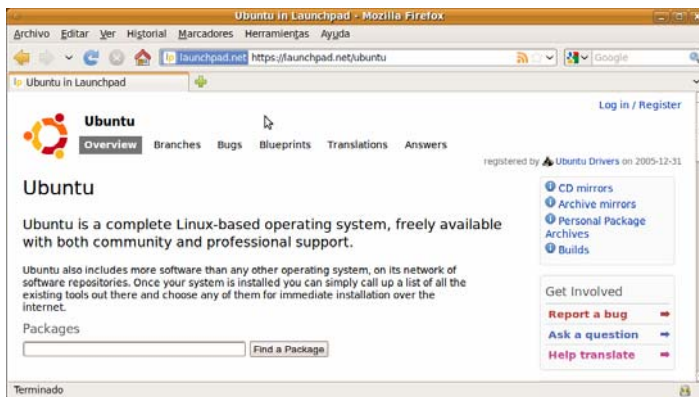 Ubuntu in Launchpad - Mozilla Firefox
Archivo Editar Ver Historial Marcadores Herramientas Ayuda
launchpad.net https://launchpad.net/ubuntu Google
Ubuntu in Launchpad
Log in / Register
Ubuntu
Overview Branches Bugs Blueprints Translations Answers
registered by Ubuntu Drivers on 2005-12-31
Ubuntu
Ubuntu is a complete Linux-based operating system, freely available
with both community and professional support.
Ubuntu also includes more software than any other operating system, on its network of
software repositories. Once your system is installed you can simply call up a list of all the
existing tools out there and choose any of them for immediate installation over the
internet.
Packages
Find a Package
CD mirrors
Archive mirrors
Personal Package
Archives
Builds
Get Involved
Report a bug
Ask a question
Help translate
Terminado